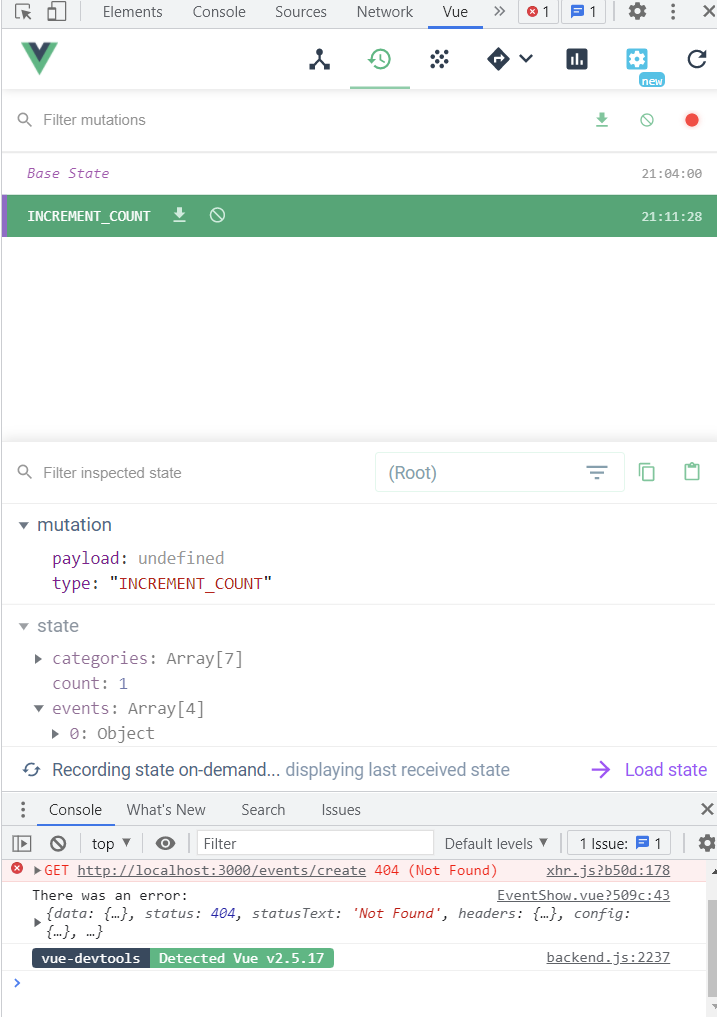 Elements Console Sources Network Vue » 1 1
new
Filter mutations
Base State 21:04:00
INCREMENT_COUNT 21:11:28
Filter inspected state (Root)
mutation
payload: undefined
type: "INCREMENT_COUNT"
state
categories: Array[7]
count: 1
events: Array[4]
0: Object
Recording state on-demand... displaying last received state Load state
Console What's New Search Issues
top Filter Default levels 1 Issue: 1
GET http://localhost:3000/events/create 404 (Not Found) xhr.js?b50d:178
There was an error: EventShow.vue?509c:43
{data: {…}, status: 404, statusText: 'Not Found', headers: {…}, config:
{…}, …}
vue-devtools Detected Vue v2.5.17 backend.js:2237
>